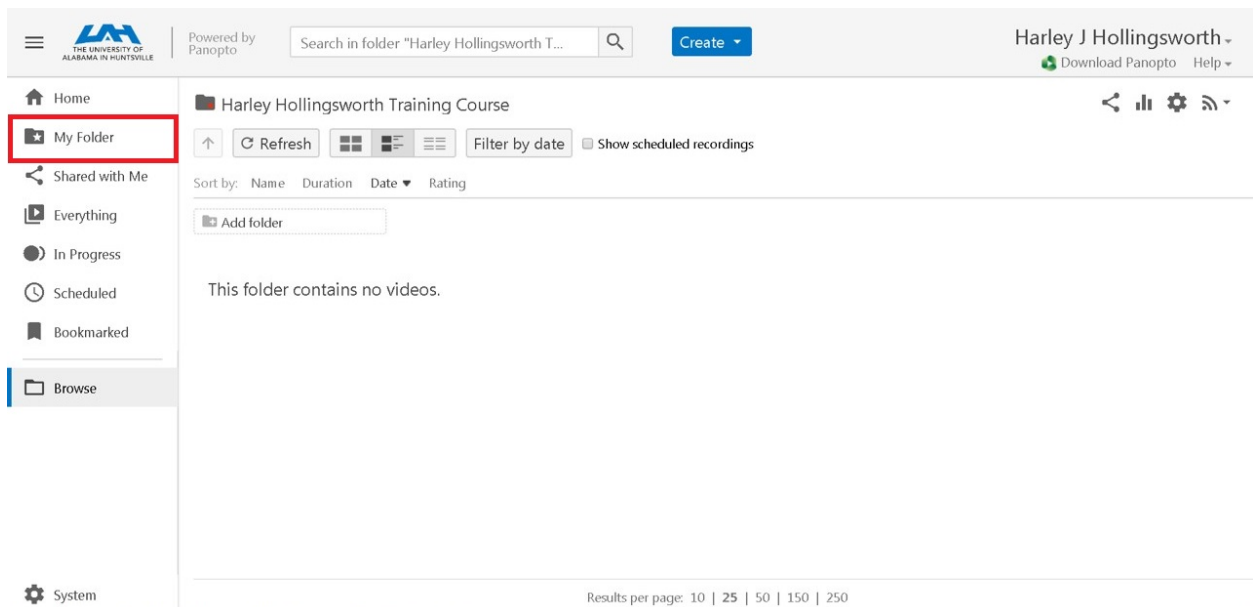 THE UNIVERSITY OF
ALABAMA IN HUNTSVILLE
Powered by
Panopto
Search in folder "Harley Hollingsworth T...
Create
Harley J Hollingsworth
Download Panopto Help
Home
My Folder
Shared with Me
Everything
In Progress
Scheduled
Bookmarked
Browse
System
Harley Hollingsworth Training Course
Refresh Filter by date Show scheduled recordings
Sort by: Name Duration Date Rating
Add folder
This folder contains no videos.
Results per page: 10 | 25 | 50 | 150 | 250